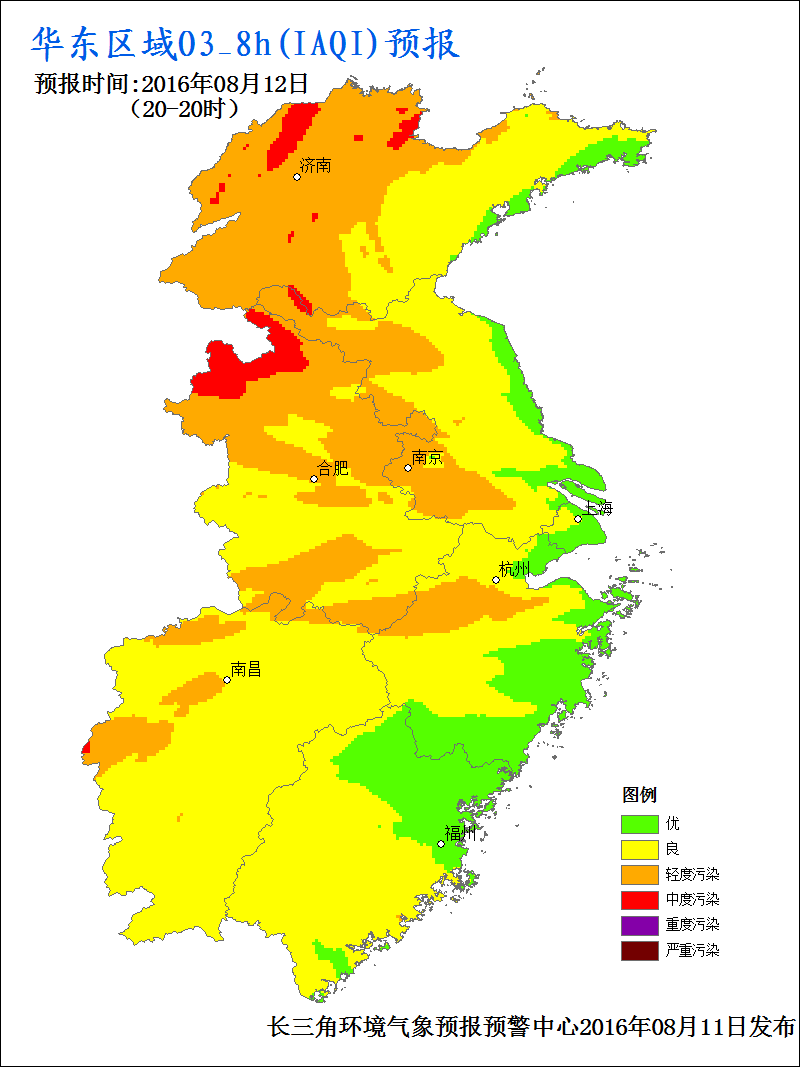 华东区域O3_8h(IAQI)预报
预报时间:2016年08月12日
(20-20时)
济南
南京
合肥
上海
杭州
南昌
福州
图例
优
良
轻度污染
中度污染
重度污染
严重污染
长三角环境气象预报预警中心2016年08月11日发布